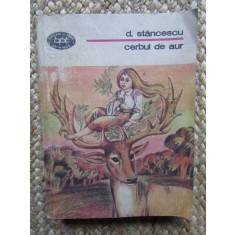 d. stăncescu
cerbul de aur